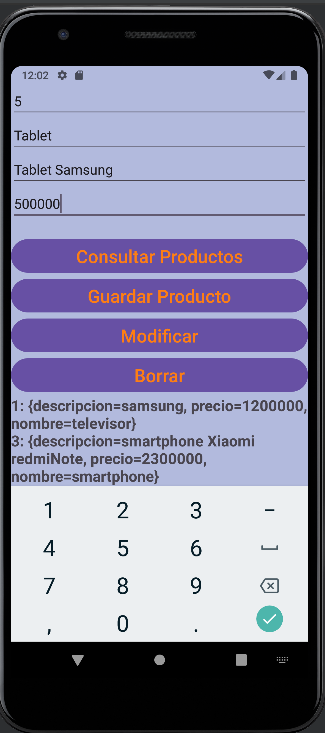 12:02
5
Tablet
Tablet Samsung
500000
Consultar Productos
Guardar Producto
Modificar
Borrar
1: {descripcion=samsung, precio=1200000,
nombre=televisor}
3: {descripcion=smartphone Xiaomi
redmiNote, precio=2300000,
nombre=smartphone}
1 2 3 −
4 5 6
7 8 9
, 0 .